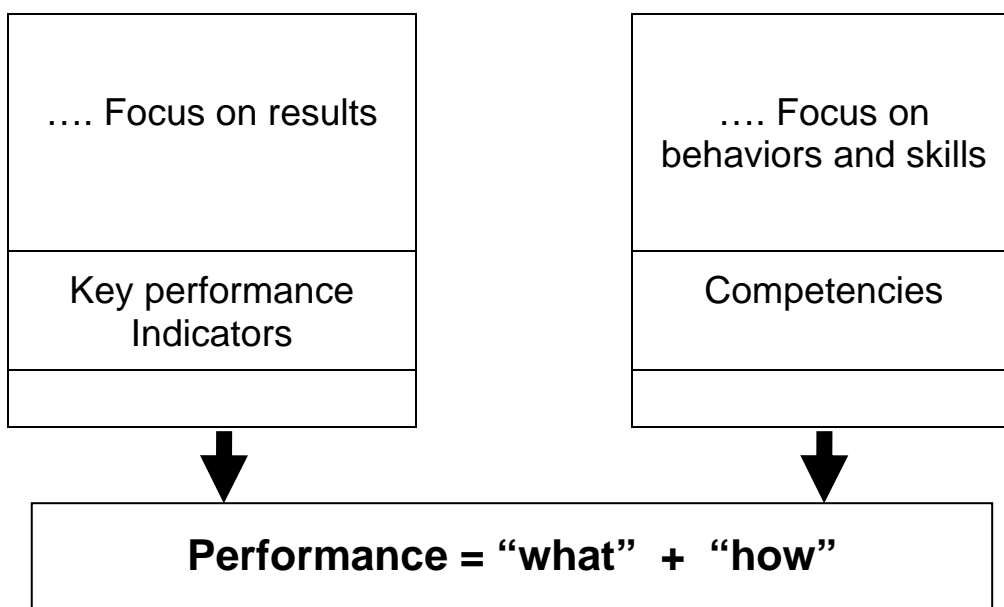 …. Focus on results
Key performance
Indicators
…. Focus on
behaviors and skills
Competencies
Performance = “what”  +  “how”